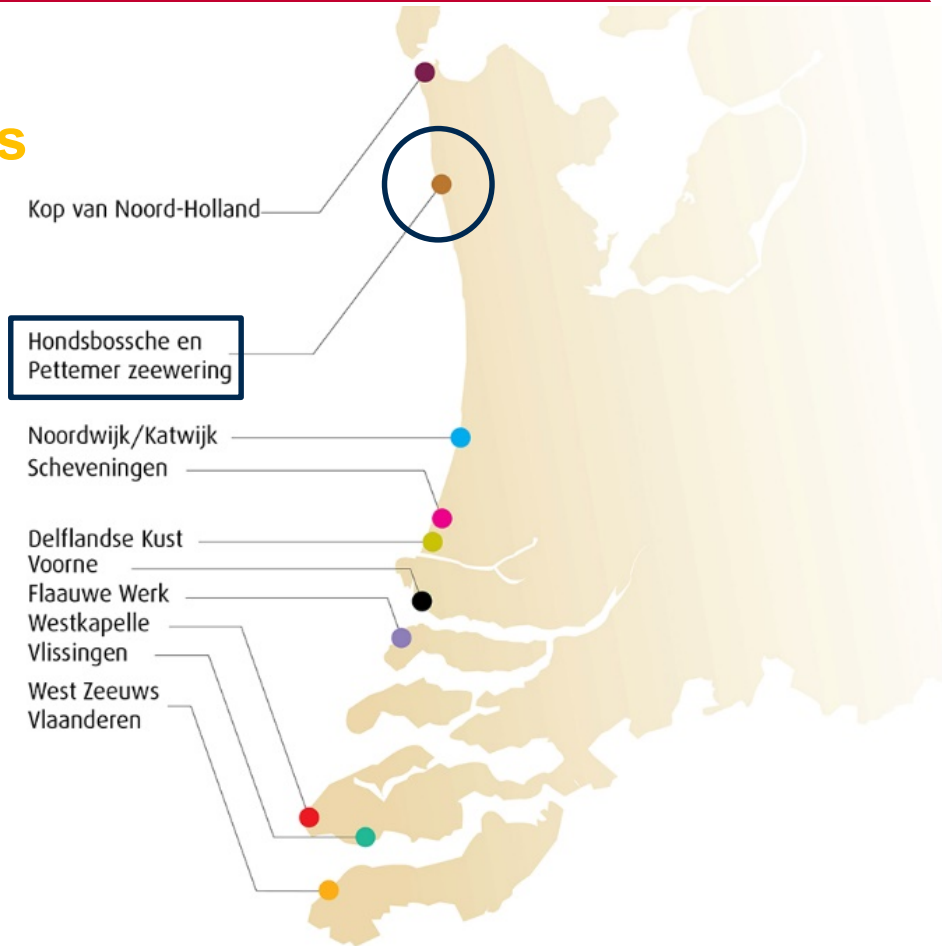 s
Kop van Noord-Holland
Hondsbossche en
Pettemer zeewering
Noordwijk/Katwijk
Scheveningen
Delflandse Kust
Voorne
Flaauwe Werk
Westkapelle
Vlissingen
West Zeeuws
Vlaanderen